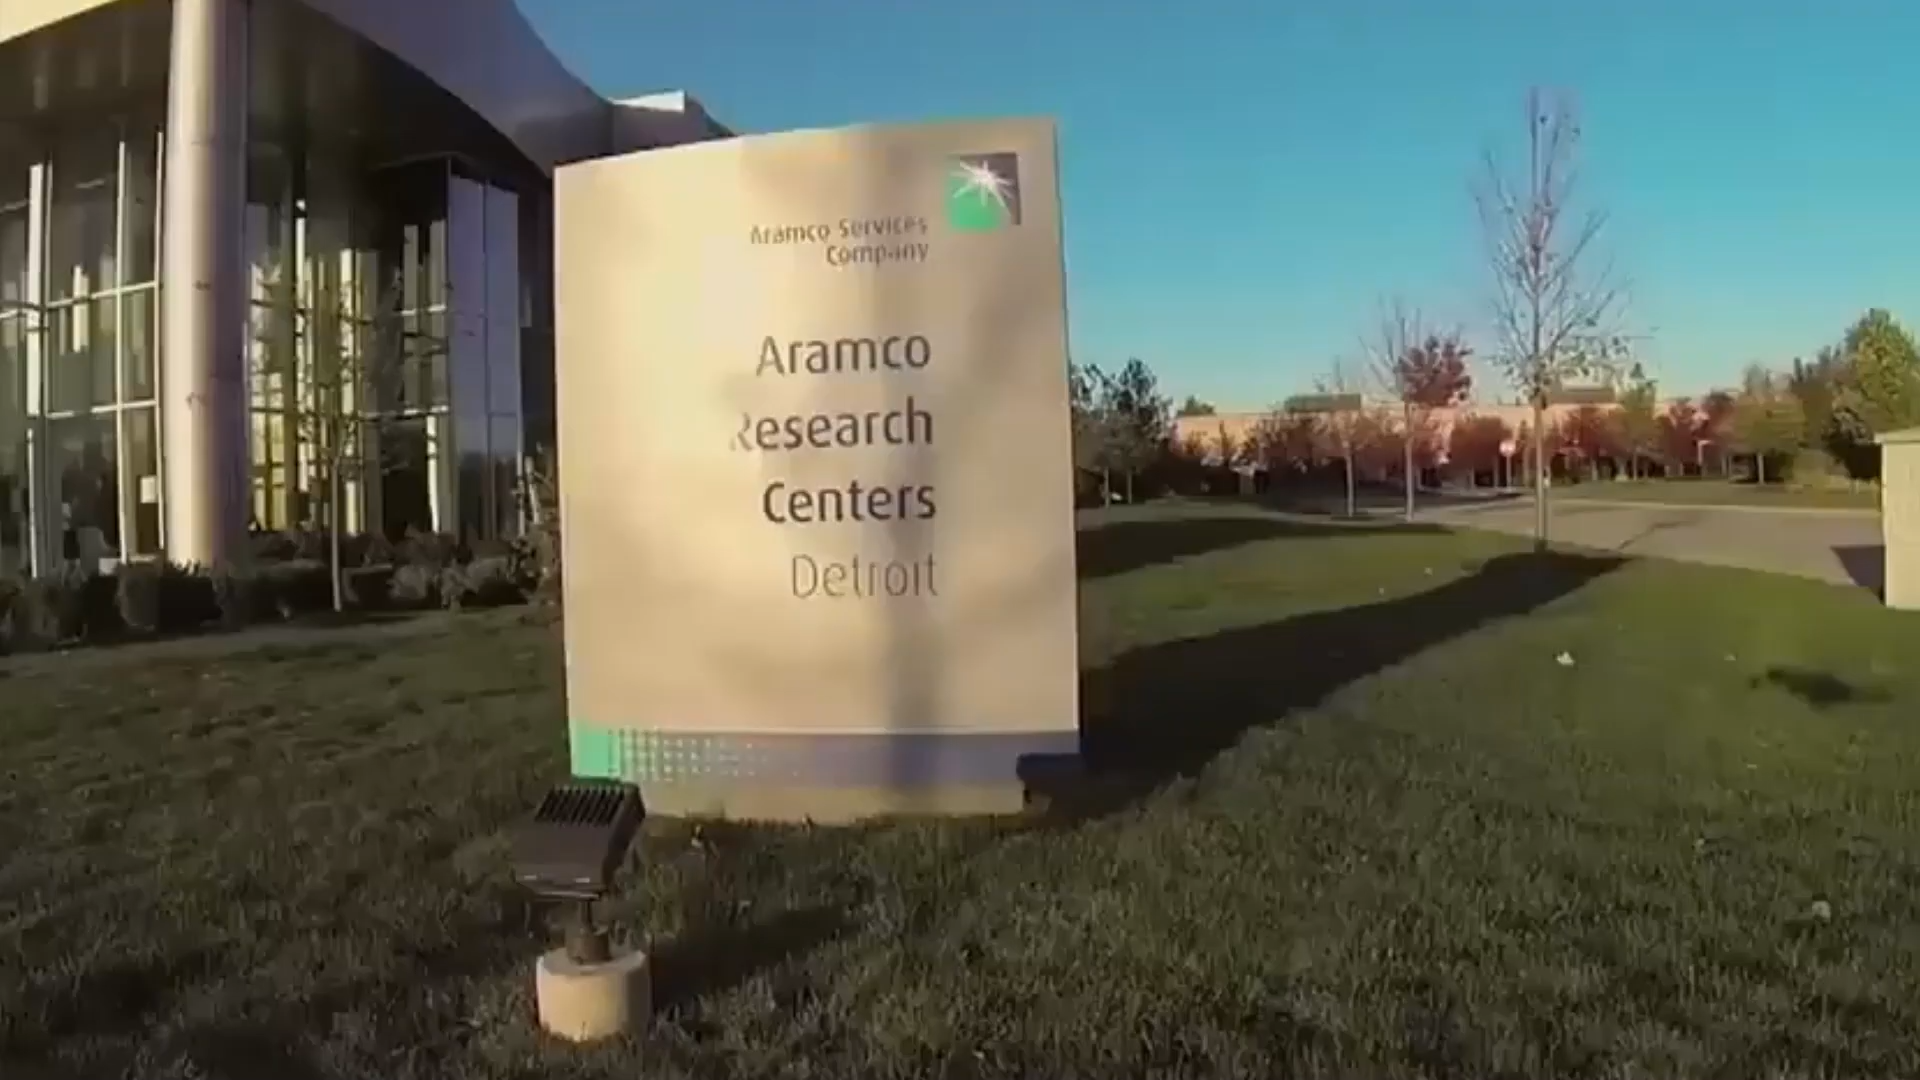 Aramco Services
Company
Aramco
Research
Centers
Detroit